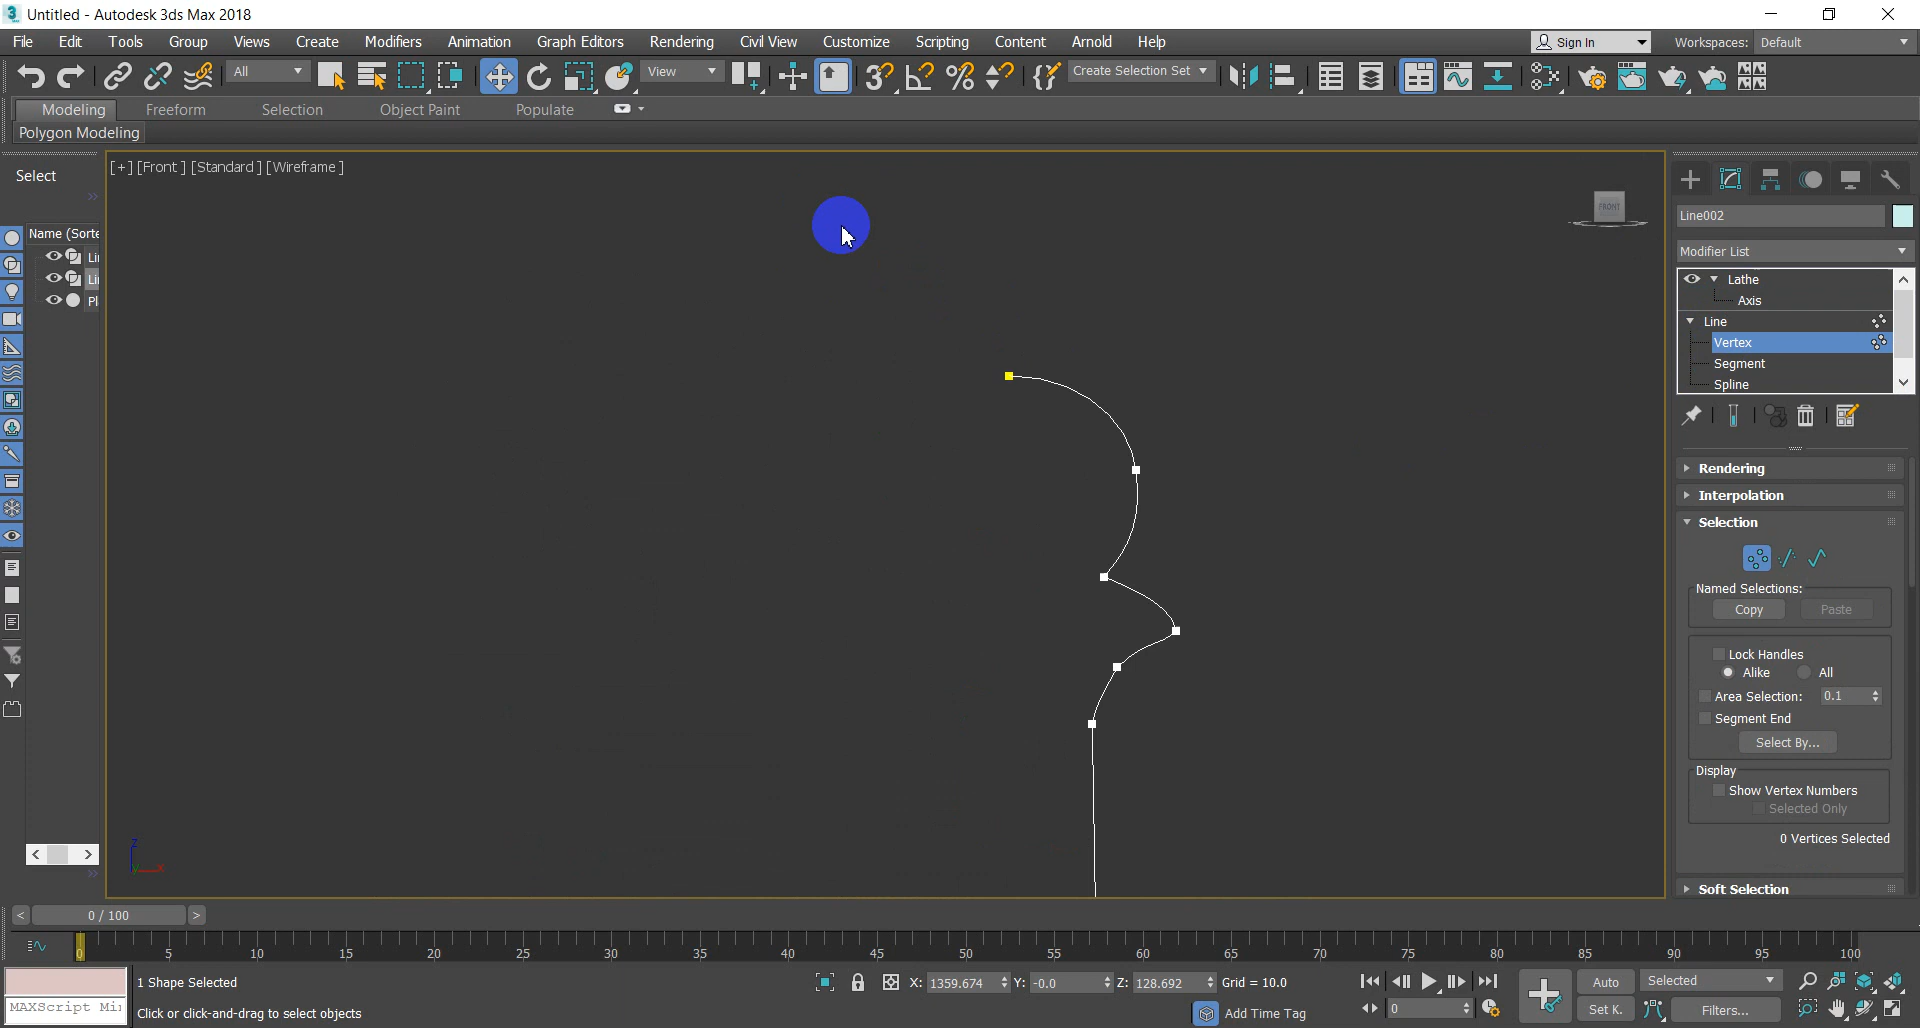 Untitled - Autodesk 3ds Max 2018
File Edit Tools Group Views Create Modifiers Animation Graph Editors Rendering Civil View Customize Scripting Content Arnold Help Sign In Workspaces: Default
All View Create Selection Set
Modeling Freeform Selection Object Paint Populate
Polygon Modeling
Select
[+] [Front ] [Standard ] [Wireframe ]
FRONT
Line002
Name (Sorte
Modifier List
Li
Lathe
Li
Axis
Pl
Line
Vertex
Segment
Spline
Rendering
Interpolation
Selection
Named Selections:
Copy Paste
Lock Handles
Alike All
Area Selection: 0.1
Segment End
Select By...
Display
Show Vertex Numbers
Selected Only
0 Vertices Selected
Soft Selection
z
x
< 0 / 100 >
0 5 10 15 20 25 30 35 40 45 50 55 60 65 70 75 80 85 90 95 100
1 Shape Selected X: 1359.674 Y: -0.0 Z: 128.692 Grid = 10.0 Auto Selected
MAXScript Mi Click or click-and-drag to select objects Add Time Tag 0 Set K. Filters...